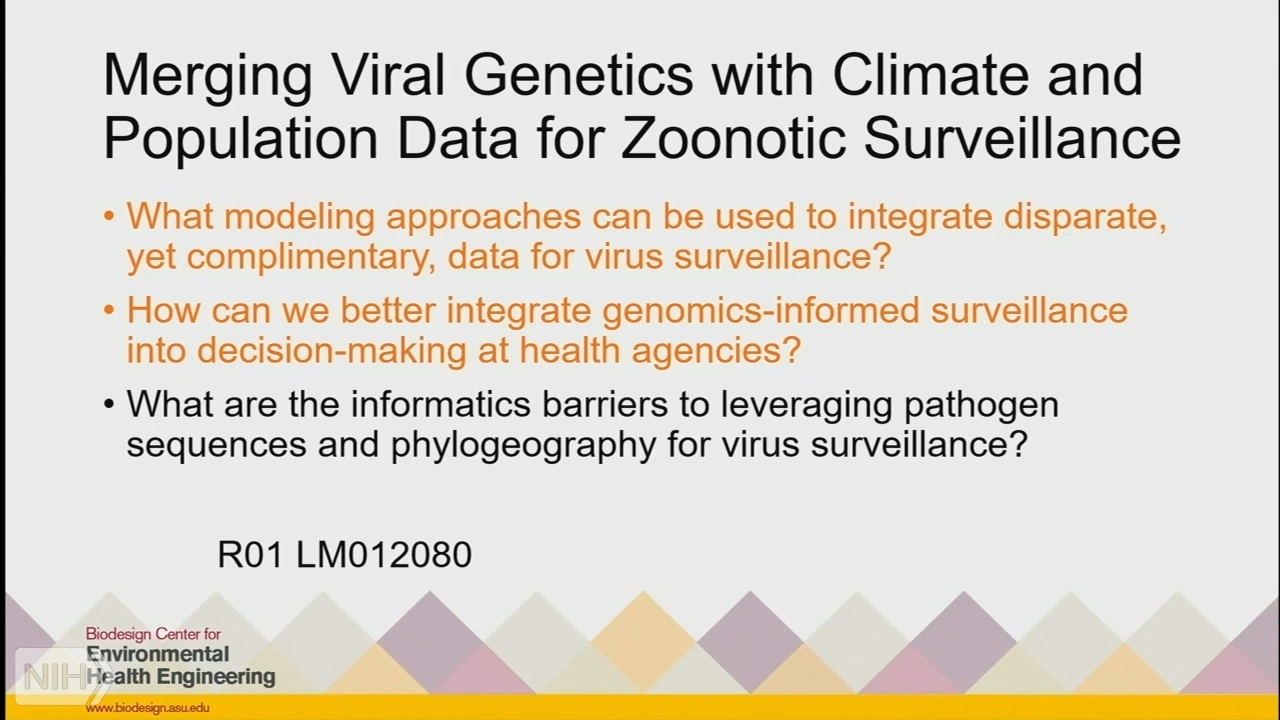 Merging Viral Genetics with Climate and
Population Data for Zoonotic Surveillance
• What modeling approaches can be used to integrate disparate,
yet complimentary, data for virus surveillance?
• How can we better integrate genomics-informed surveillance
into decision-making at health agencies?
• What are the informatics barriers to leveraging pathogen
sequences and phylogeography for virus surveillance?
R01 LM012080
Biodesign Center for
Environmental
Health Engineering
NIH
www.biodesign.asu.edu